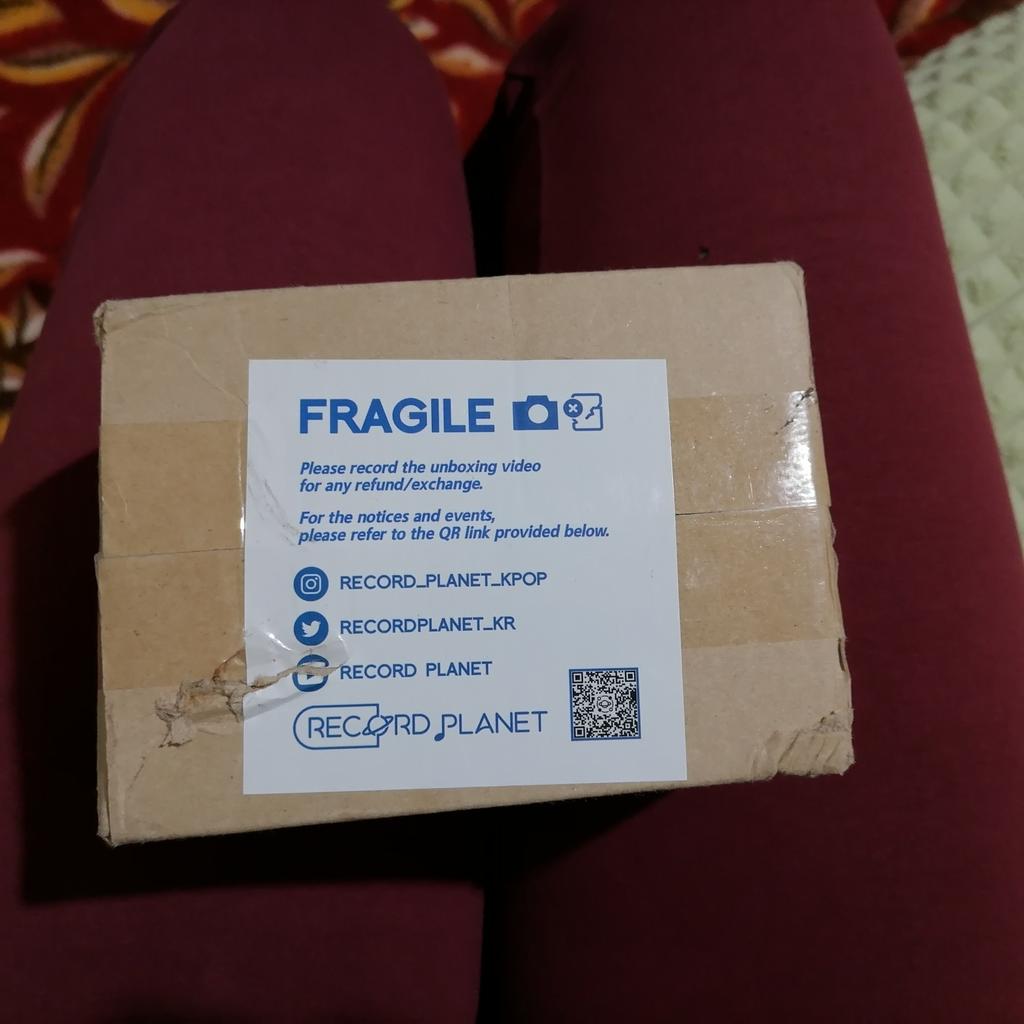 FRAGILE
Please record the unboxing video
for any refund/exchange.
For the notices and events,
please refer to the QR link provided below.
RECORD_PLANET_KPOP
RECORDPLANET_KR
RECORD PLANET
RECORD PLANET